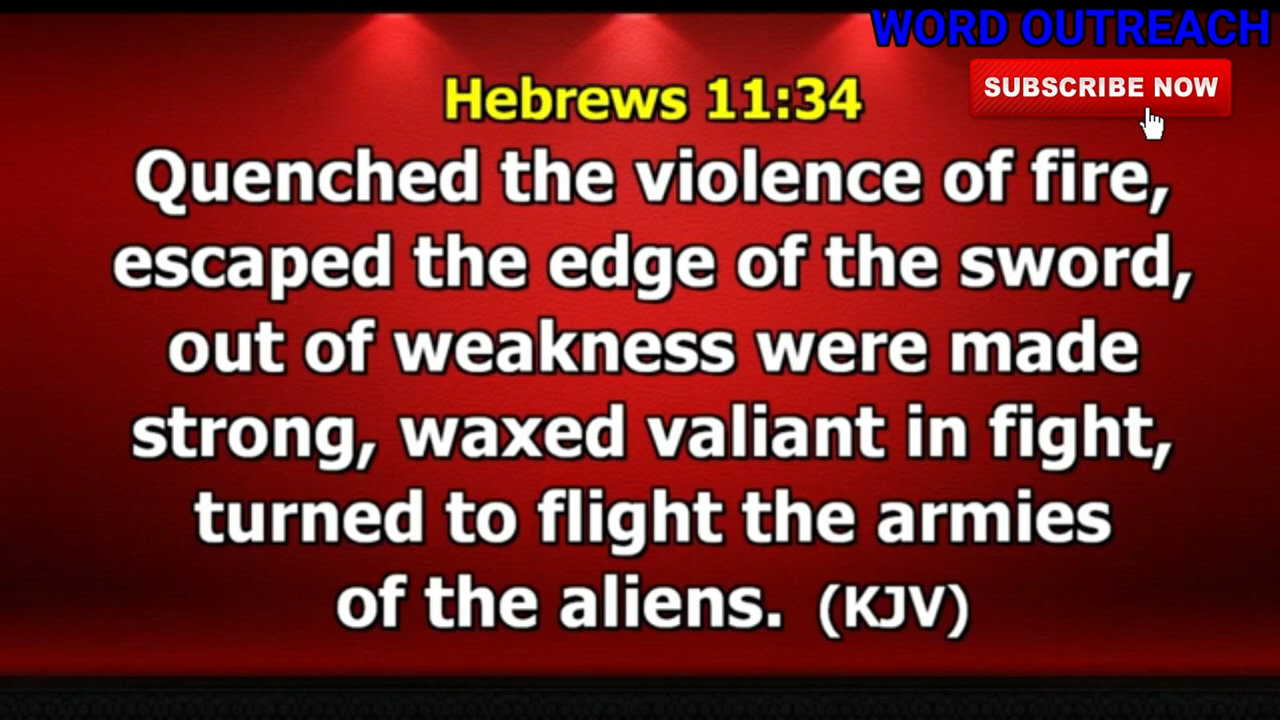 WORD OUTREACH
SUBSCRIBE NOW
Hebrews 11:34
Quenched the violence of fire,
escaped the edge of the sword,
out of weakness were made
strong, waxed valiant in fight,
turned to flight the armies
of the aliens. (KJV)